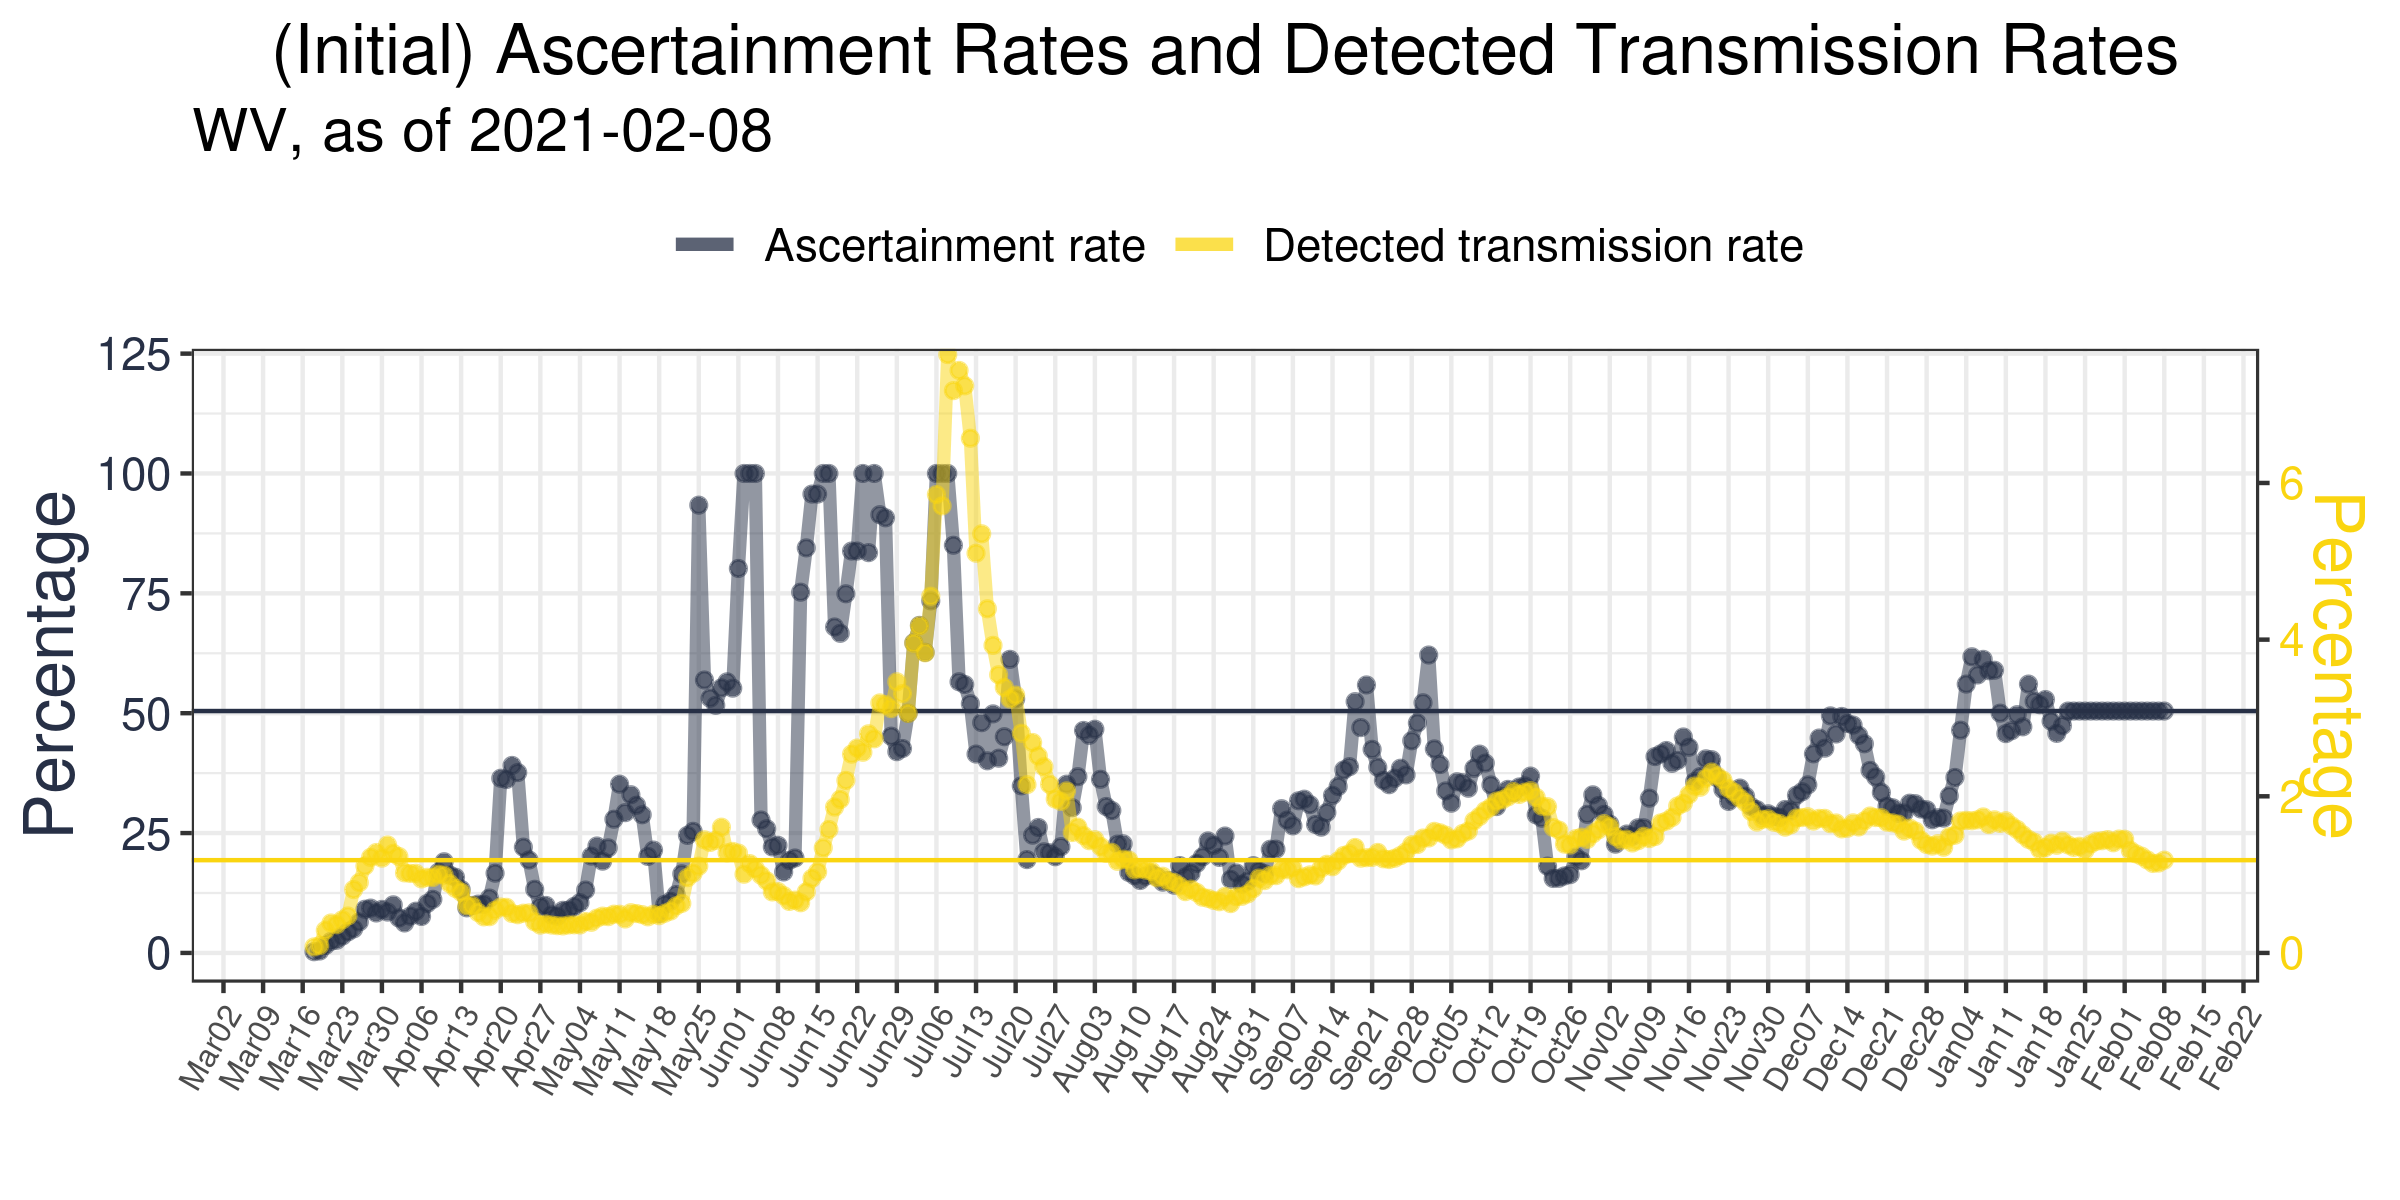 (Initial) Ascertainment Rates and Detected Transmission Rates
WV, as of 2021-02-08
Ascertainment rate
Detected transmission rate
Percentage
125
100
75
50
25
0
6
4
2
0
Percentage
Mar02
Mar09
Mar16
Mar23
Mar30
Apr06
Apr13
Apr20
Apr27
May04
May11
May18
May25
Jun01
Jun08
Jun15
Jun22
Jun29
Jul06
Jul13
Jul20
Jul27
Aug03
Aug10
Aug17
Aug24
Aug31
Sep07
Sep14
Sep21
Sep28
Oct05
Oct12
Oct19
Oct26
Nov02
Nov09
Nov16
Nov23
Nov30
Dec07
Dec14
Dec21
Dec28
Jan04
Jan11
Jan18
Jan25
Feb01
Feb08
Feb15
Feb22